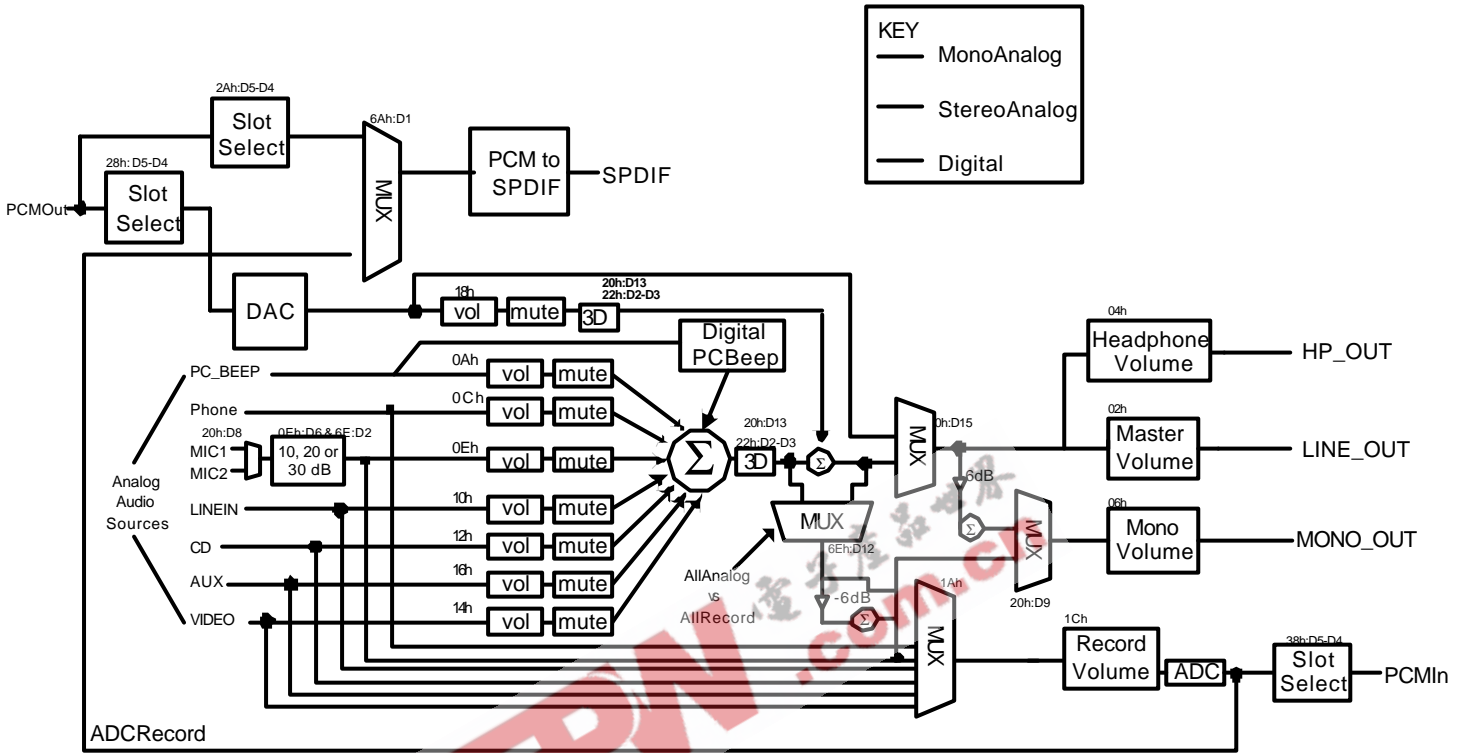 KEY
MonoAnalog
StereoAnalog
Digital
2Ah:D5-D4
Slot
Select
6Ah:D1
MUX
PCM to
SPDIF
SPDIF
28h: D5-D4
Slot
Select
PCMOut
DAC
18h
vol
mute
20h:D13
22h:D2-D3
3D
Digital
PCBeep
04h
Headphone
Volume
HP_OUT
PC_BEEP
0Ah
vol
mute
Phone
0Ch
vol
mute
20h:D8
MIC1
MIC2
0Eh:D6 & 6E:D2
10, 20 or
30 dB
0Eh
vol
mute
Σ
20h:D13
22h:D2-D3
3D
Σ
MUX
0h:D15
02h
Master
Volume
LINE_OUT
Analog
Audio
Sources
LINEIN
10h
vol
mute
MUX
6Eh:D12
6dB
Σ
MUX
20h:D9
06h
Mono
Volume
MONO_OUT
CD
12h
vol
mute
AUX
16h
vol
mute
AllAnalog
vs
AllRecord
-6dB
Σ
1Ah
MUX
VIDEO
14h
vol
mute
1Ch
Record
Volume
ADC
38h:D5-D4
Slot
Select
PCMIn
ADCRecord
.com.cn